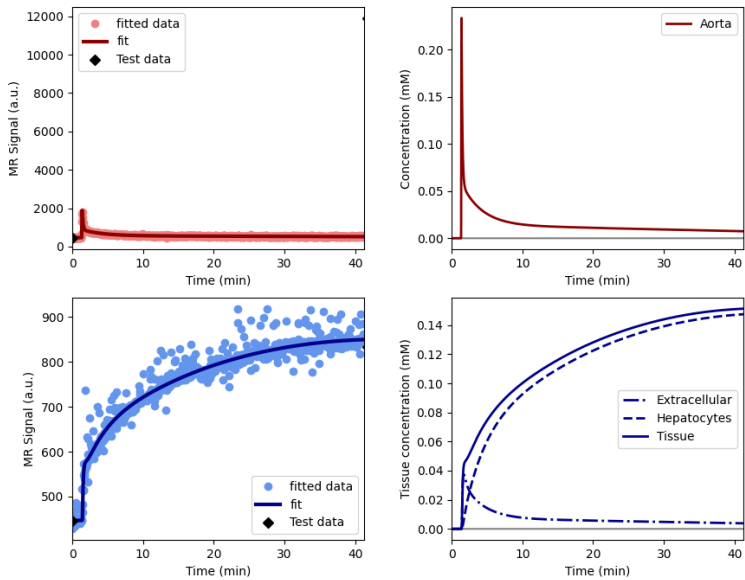 12000
10000
8000
6000
4000
2000
0
MR Signal (a.u.)
0 10 20 30 40
Time (min)
fitted data
fit
Test data
0.20
0.15
0.10
0.05
0.00
Concentration (mM)
0 10 20 30 40
Time (min)
Aorta
900
800
700
600
500
MR Signal (a.u.)
0 10 20 30 40
Time (min)
fitted data
fit
Test data
0.14
0.12
0.10
0.08
0.06
0.04
0.02
0.00
Tissue concentration (mM)
0 10 20 30 40
Time (min)
Extracellular
Hepatocytes
Tissue